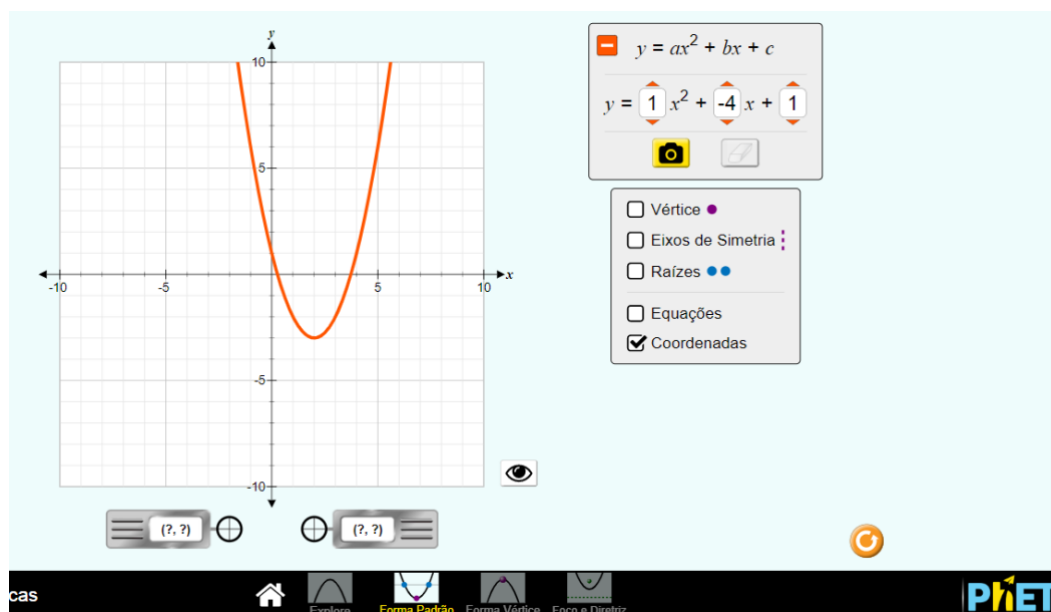 y = ax² + bx + c
y = 1 x² + -4 x + 1
Vértice
Eixos de Simetria
Raízes
Equações
Coordenadas
y
10
5
-10
-5
5
10
x
-5
-10
(?, ?)
(?, ?)
cas
Explore
Forma Padrão
Forma Vértice
Foco e Diretriz
PhET